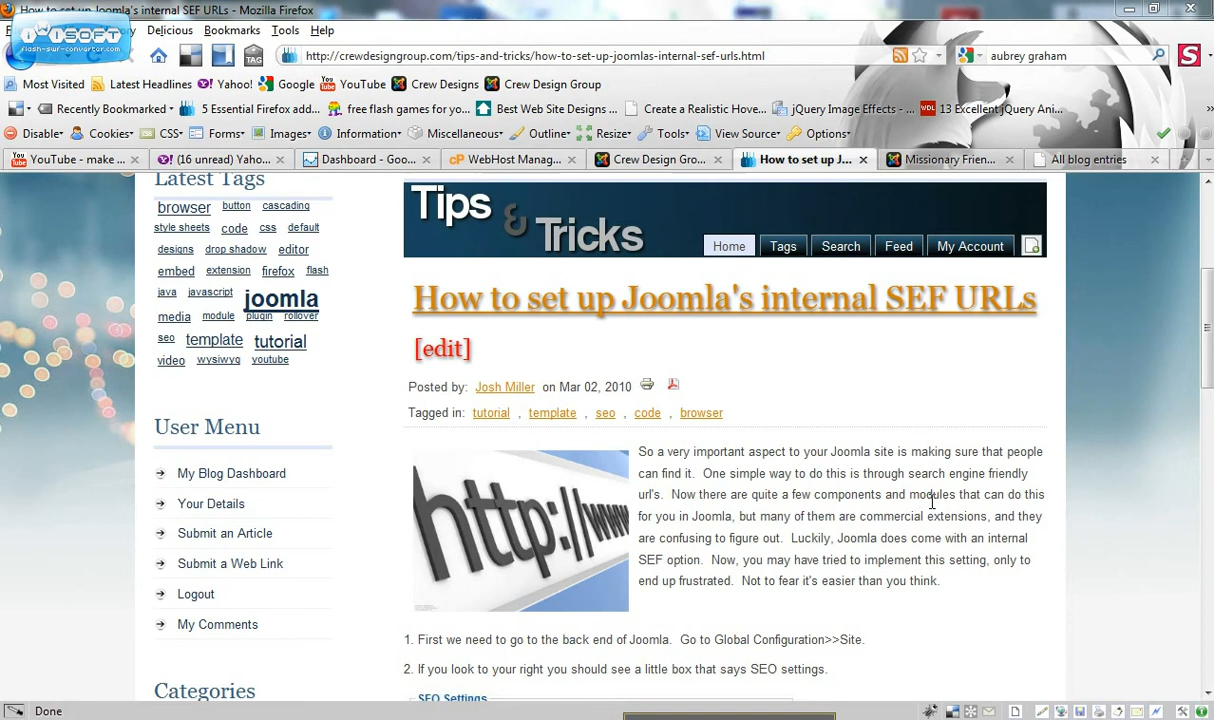 How to set up Joomla's internal SEF URLs - Mozilla Firefox
iWiSOFT
flash-swf-converter.com
Delicious Bookmarks Tools Help
http://crewdesigngroup.com/tips-and-tricks/how-to-set-up-joomlas-internal-sef-urls.html
aubrey graham
Most Visited Latest Headlines Yahoo! Google YouTube Crew Designs Crew Design Group
Recently Bookmarked 5 Essential Firefox add... free flash games for yo... Best Web Site Designs ... Create a Realistic Hove... jQuery Image Effects - ... 13 Excellent jQuery Ani...
Disable Cookies CSS Forms Images Information Miscellaneous Outline Resize Tools View Source Options
YouTube - make ... (16 unread) Yaho... Dashboard - Goo... WebHost Manag... Crew Design Gro... How to set up J... Missionary Frien... All blog entries
Latest Tags
browser button cascading
style sheets code css default
designs drop shadow editor
embed extension firefox flash
java javascript joomla
media module plugin rollover
seo template tutorial
video wysiwyg youtube
User Menu
My Blog Dashboard
Your Details
Submit an Article
Submit a Web Link
Logout
My Comments
Categories
Tips & Tricks
Home Tags Search Feed My Account
How to set up Joomla's internal SEF URLs
[edit]
Posted by: Josh Miller on Mar 02, 2010
Tagged in: tutorial , template , seo , code , browser
http://www
So a very important aspect to your Joomla site is making sure that people
can find it. One simple way to do this is through search engine friendly
url's. Now there are quite a few components and modules that can do this
for you in Joomla, but many of them are commercial extensions, and they
are confusing to figure out. Luckily, Joomla does come with an internal
SEF option. Now, you may have tried to implement this setting, only to
end up frustrated. Not to fear it's easier than you think.
1. First we need to go to the back end of Joomla. Go to Global Configuration>>Site.
2. If you look to your right you should see a little box that says SEO settings.
SEO Settings
Done